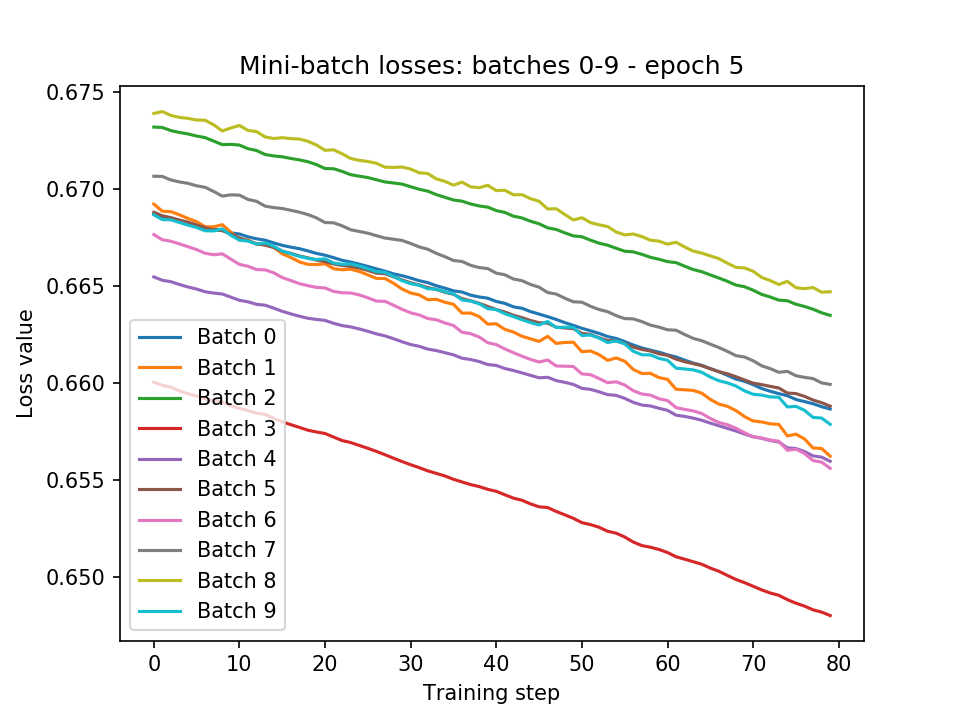 Mini-batch losses: batches 0-9 - epoch 5
0.675
0.670
0.665
0.660
0.655
0.650
Loss value
Batch 0
Batch 1
Batch 2
Batch 3
Batch 4
Batch 5
Batch 6
Batch 7
Batch 8
Batch 9
0 10 20 30 40 50 60 70 80
Training step